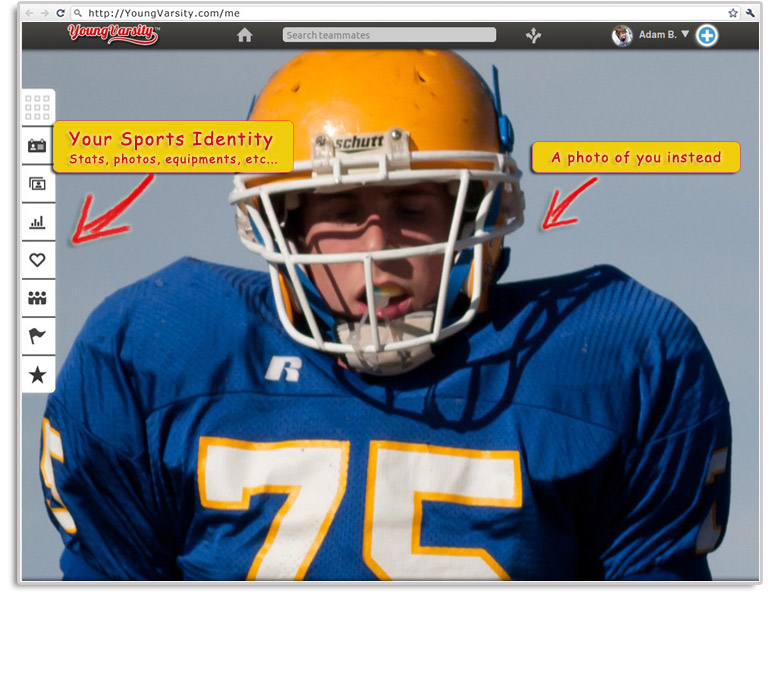 http://YoungVarsity.com/me
YoungVarsity™
Search teammates
Adam B.
Your Sports Identity
Stats, photos, equipments, etc...
A photo of you instead
schutt
R
75